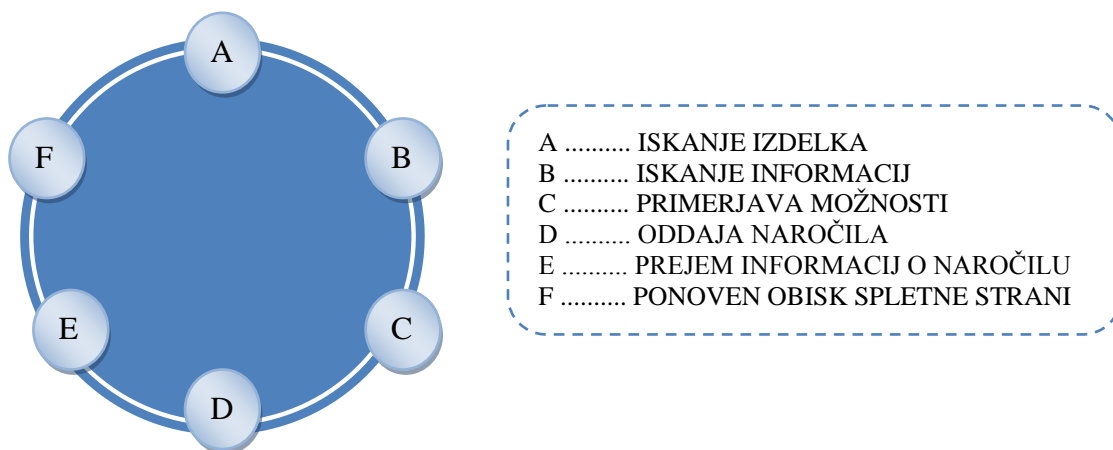 A
F
B
E
C
D
A .......... ISKANJE IZDELKA
B .......... ISKANJE INFORMACIJ
C .......... PRIMERJAVA MOŽNOSTI
D .......... ODDAJA NAROČILA
E .......... PREJEM INFORMACIJ O NAROČILU
F .......... PONOVEN OBISK SPLETNE STRANI